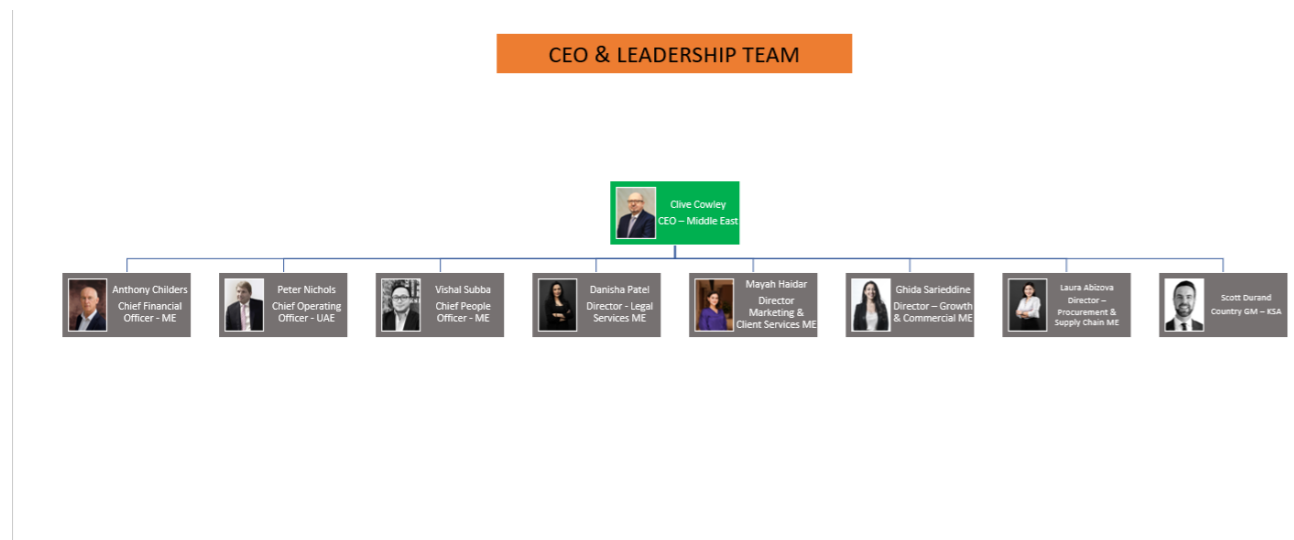 CEO & LEADERSHIP TEAM
Clive Cowley
CEO – Middle East
Anthony Childers
Chief Financial
Officer - ME
Peter Nichols
Chief Operating
Officer - UAE
Vishal Subba
Chief People
Officer - ME
Danisha Patel
Director - Legal
Services ME
Mayah Haidar
Director
Marketing &
Client Services ME
Ghida Sarieddine
Director – Growth
& Commercial ME
Laura Abizova
Director –
Procurement &
Supply Chain ME
Scott Durand
Country GM – KSA